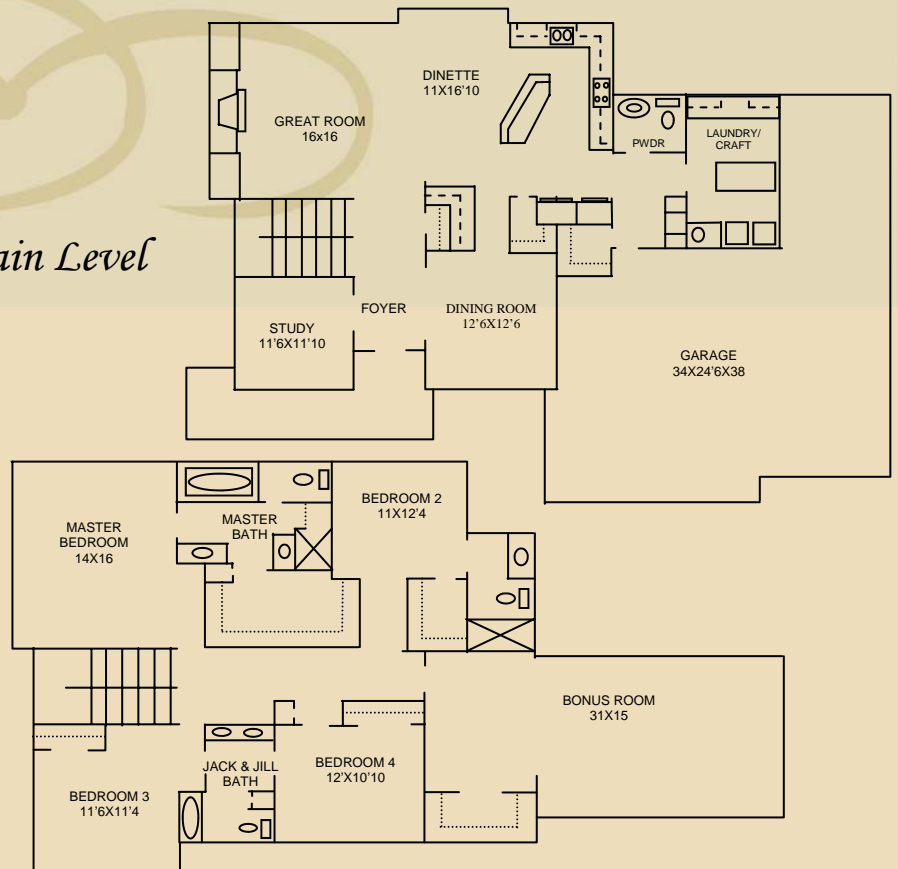 DINETTE
11X16'10
GREAT ROOM
16x16
PWDR
LAUNDRY/
CRAFT
ain Level
FOYER
DINING ROOM
12'6X12'6
STUDY
11'6X11'10
GARAGE
34X24'6X38
MASTER
BEDROOM
14X16
MASTER
BATH
BEDROOM 2
11X12'4
BONUS ROOM
31X15
JACK & JILL
BATH
BEDROOM 4
12'X10'10
BEDROOM 3
11'6X11'4